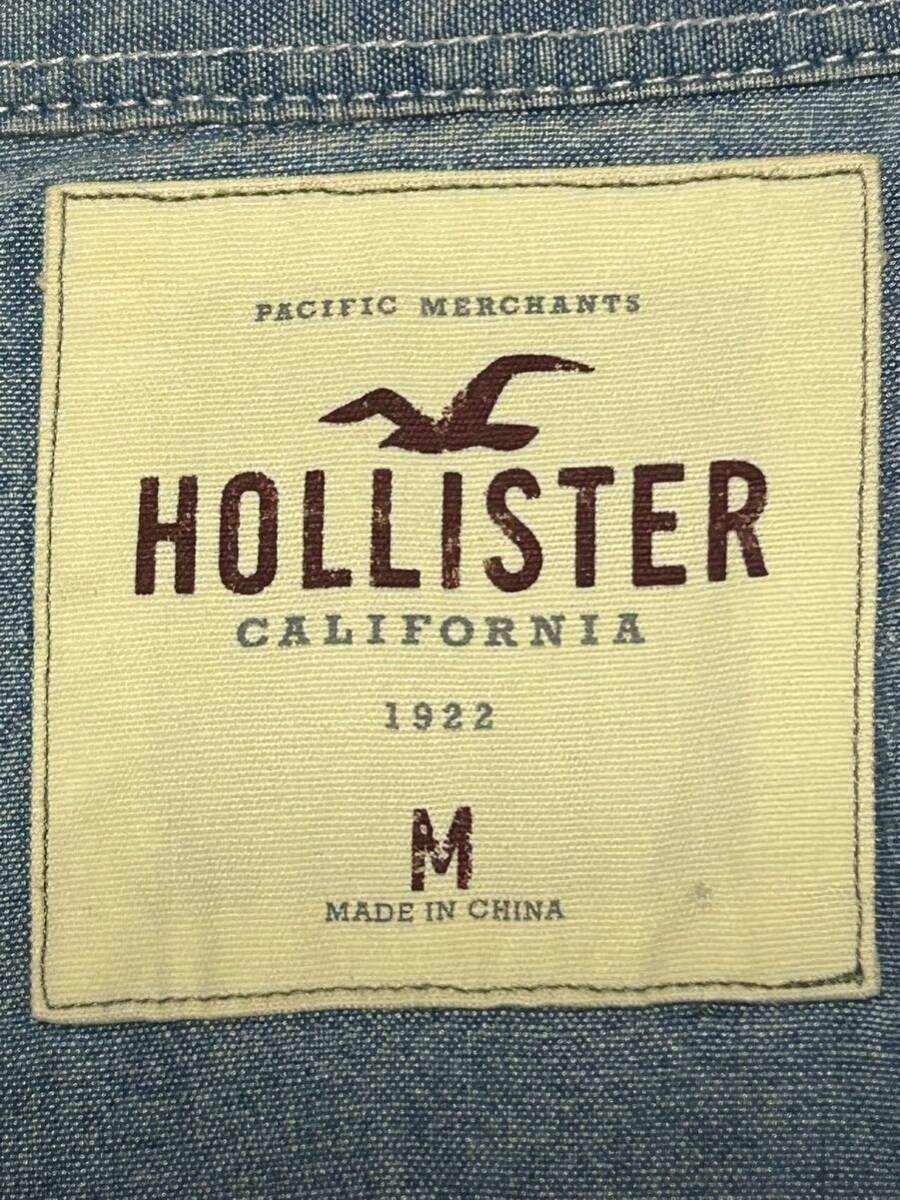 PACIFIC MERCHANTS
HOLLISTER
CALIFORNIA
1922
M
MADE IN CHINA